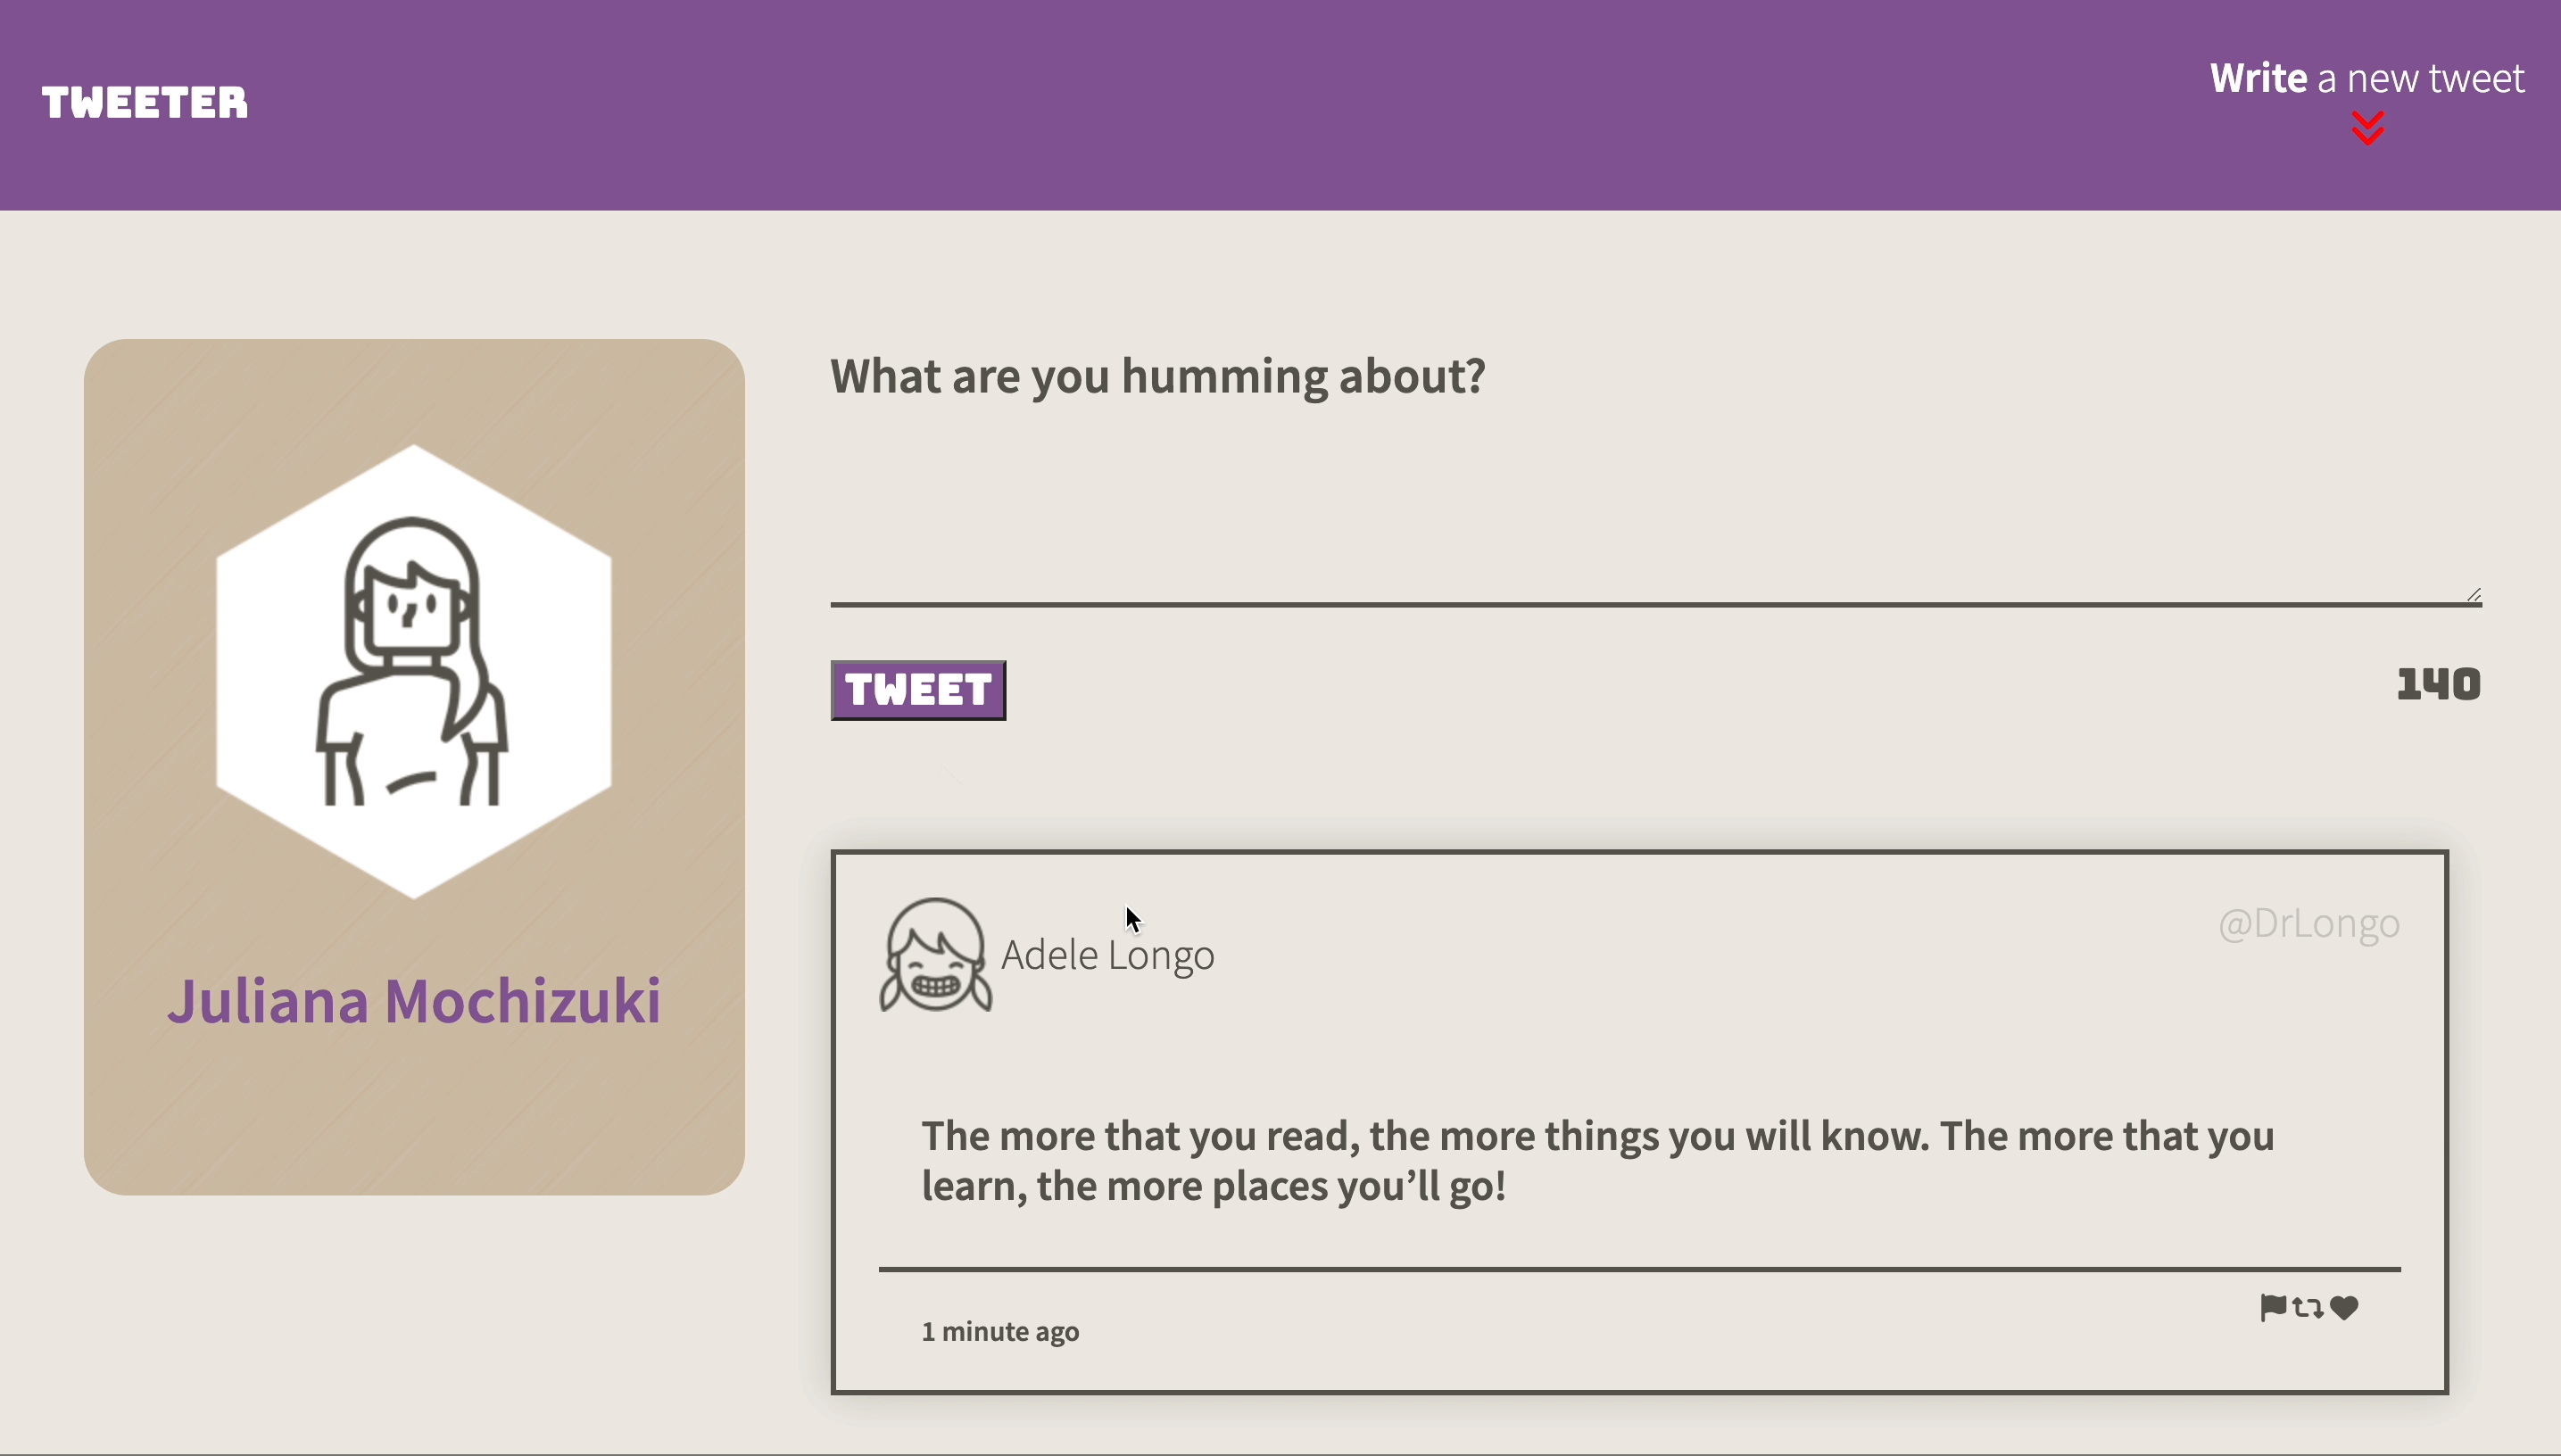 TWEETER
Write a new tweet
What are you humming about?
TWEET
140
Juliana Mochizuki
Adele Longo
@DrLongo
The more that you read, the more things you will know. The more that you
learn, the more places you’ll go!
1 minute ago